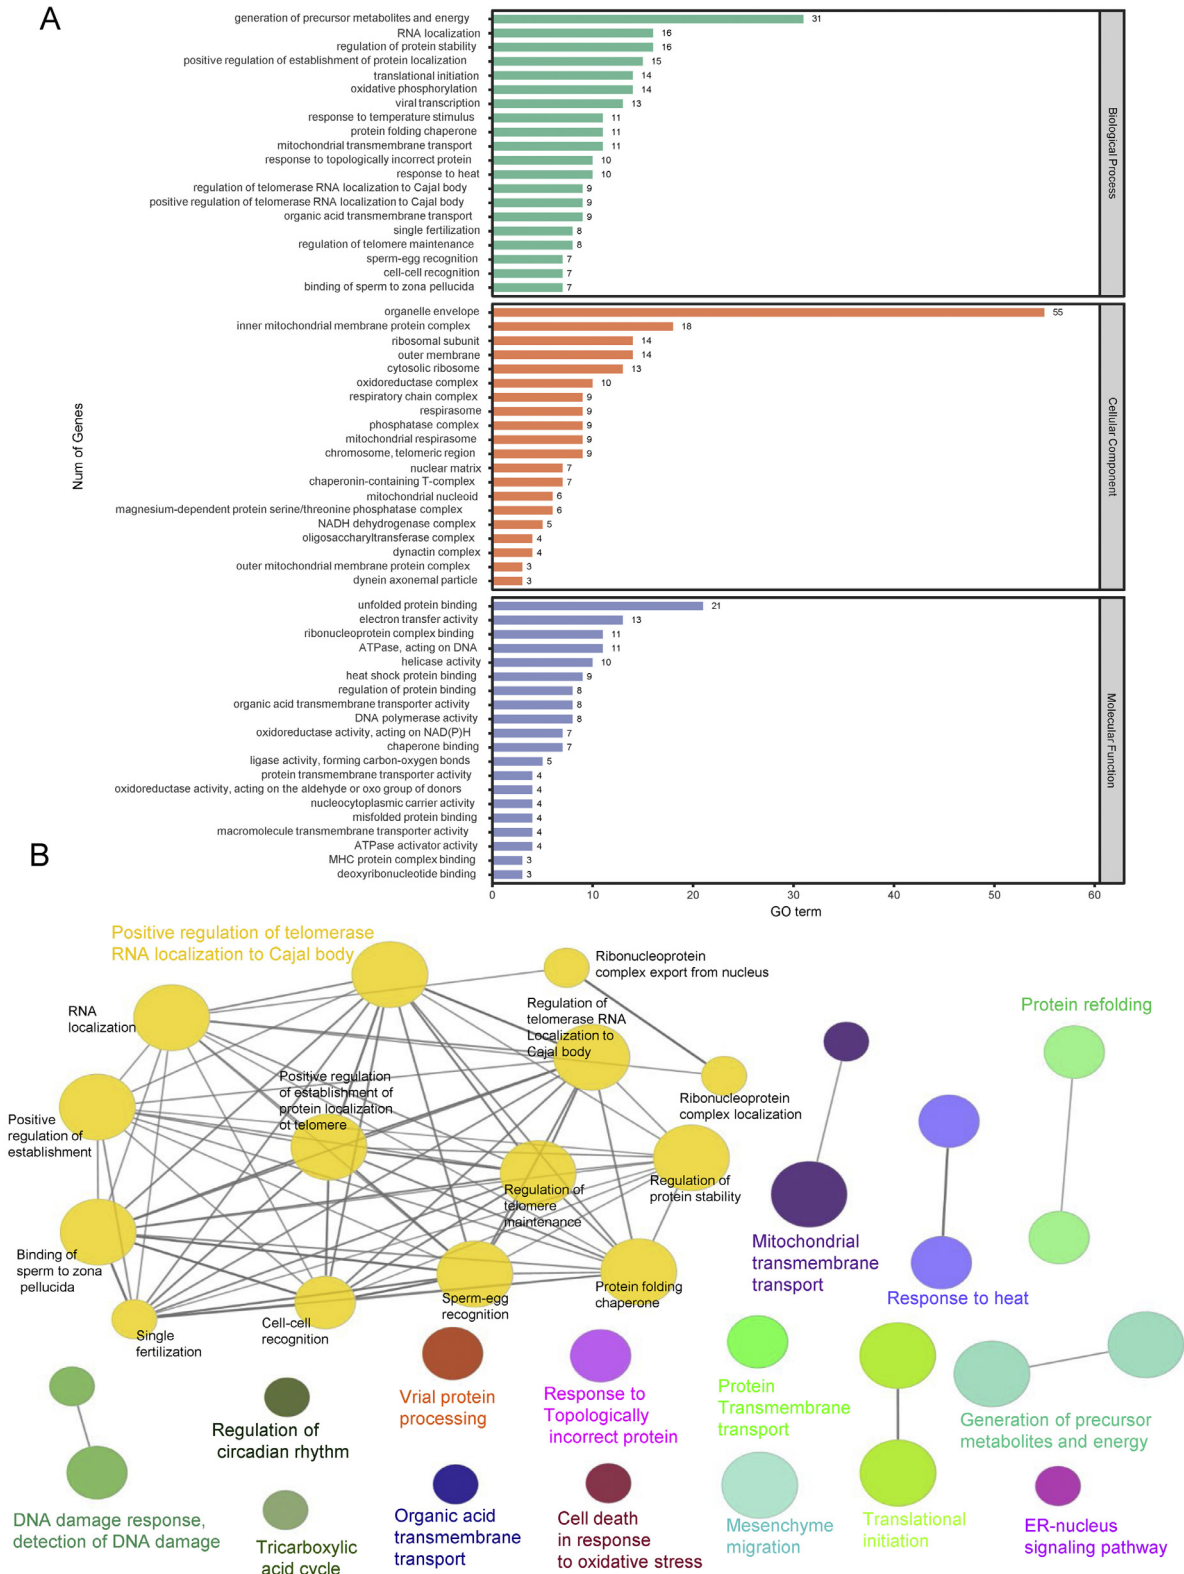 A
generation of precursor metabolites and energy 31
RNA localization 16
regulation of protein stability 16
positive regulation of establishment of protein localization 15
translational initiation 14
oxidative phosphorylation 14
viral transcription 13
response to temperature stimulus 11
protein folding chaperone 11
mitochondrial transmembrane transport 11
response to topologically incorrect protein 10
response to heat 10
regulation of telomerase RNA localization to Cajal body 9
positive regulation of telomerase RNA localization to Cajal body 9
organic acid transmembrane transport 9
single fertilization 8
regulation of telomere maintenance 8
sperm-egg recognition 7
cell-cell recognition 7
binding of sperm to zona pellucida 7
Biological Process
organelle envelope 55
inner mitochondrial membrane protein complex 18
ribosomal subunit 14
outer membrane 14
cytosolic ribosome 13
oxidoreductase complex 10
respiratory chain complex 9
respirasome 9
phosphatase complex 9
mitochondrial respirasome 9
chromosome, telomeric region 9
nuclear matrix 7
chaperonin-containing T-complex 7
mitochondrial nucleoid 6
magnesium-dependent protein serine/threonine phosphatase complex 6
NADH dehydrogenase complex 5
oligosaccharyltransferase complex 4
dynactin complex 4
outer mitochondrial membrane protein complex 3
dynein axonemal particle 3
Cellular Component
Num of Genes
unfolded protein binding 21
electron transfer activity 13
ribonucleoprotein complex binding 11
ATPase, acting on DNA 11
helicase activity 10
heat shock protein binding 9
regulation of protein binding 8
organic acid transmembrane transporter activity 8
DNA polymerase activity 8
oxidoreductase activity, acting on NAD(P)H 7
chaperone binding 7
ligase activity, forming carbon-oxygen bonds 5
protein transmembrane transporter activity 4
oxidoreductase activity, acting on the aldehyde or oxo group of donors 4
nucleocytoplasmic carrier activity 4
misfolded protein binding 4
macromolecule transmembrane transporter activity 4
ATPase activator activity 4
MHC protein complex binding 3
deoxyribonucleotide binding 3
Molecular Function
0 10 20 30 40 50 60
GO term
B
Positive regulation of telomerase
RNA localization to Cajal body
Ribonucleoprotein
complex export from nucleus
RNA
localization
Regulation of
telomerase RNA
Localization to
Cajal body
Protein refolding
Positive regulation
of establishment of
protein localization
ot telomere
Ribonucleoprotein
complex localization
Positive
regulation of
establishment
Regulation of
protein stability
Regulation of
telomere
maintenance
Binding of
sperm to zona
pellucida
Mitochondrial
transmembrane
transport
Protein folding
chaperone
Sperm-egg
recognition
Response to heat
Cell-cell
recognition
Single
fertilization
Vrial protein
processing
Response to
Topologically
incorrect protein
Protein
Transmembrane
transport
Generation of precursor
metabolites and energy
Regulation of
circadian rhythm
DNA damage response,
detection of DNA damage
Tricarboxylic
acid cycle
Organic acid
transmembrane
transport
Cell death
in response
to oxidative stress
Mesenchyme
migration
Translational
initiation
ER-nucleus
signaling pathway